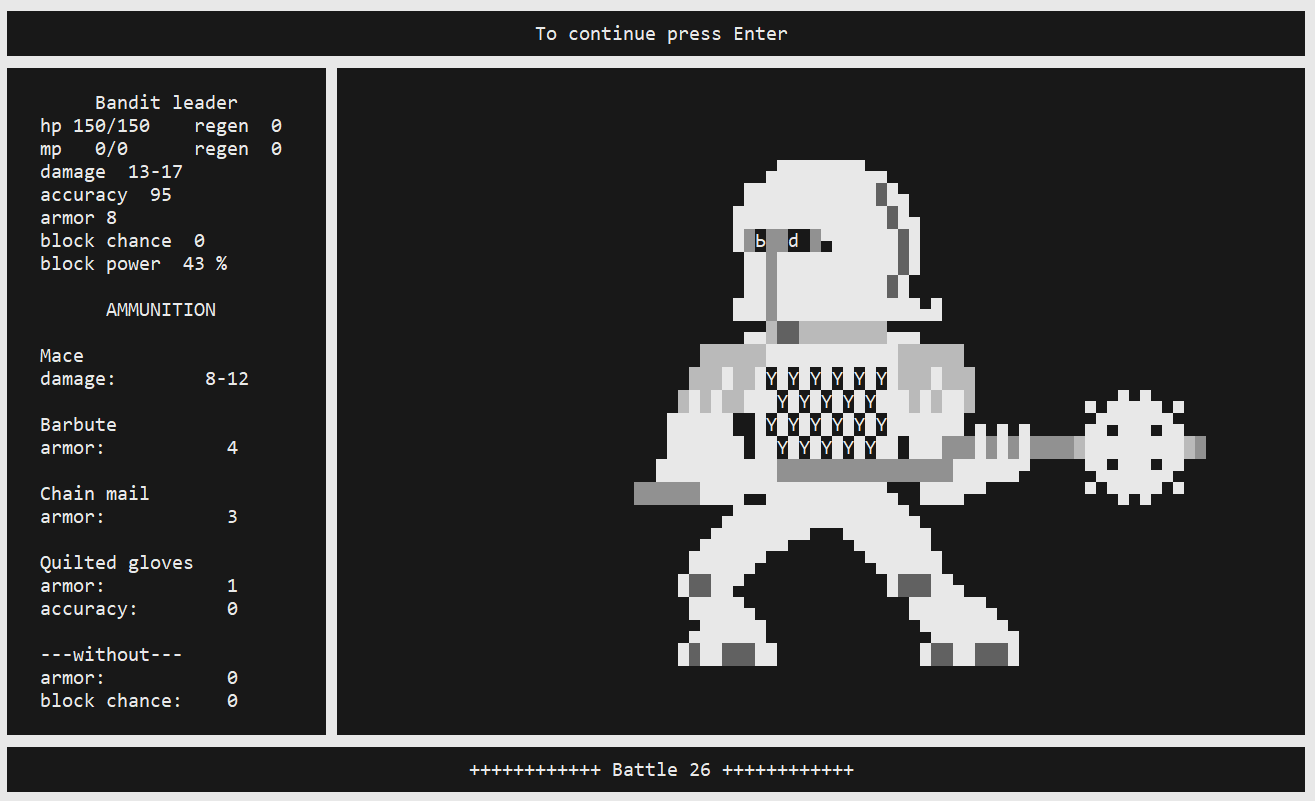 To continue press Enter
Bandit leader
hp 150/150 regen 0
mp 0/0 regen 0
damage 13-17
accuracy 95
armor 8
block chance 0
block power 43 %
AMMUNITION
Mace
damage: 8-12
Barbute
armor: 4
Chain mail
armor: 3
Quilted gloves
armor: 1
accuracy: 0
---without---
armor: 0
block chance: 0
b d
Y Y Y Y Y Y
Y Y Y Y Y
Y Y Y Y Y Y
Y Y Y Y Y
++++++++++++ Battle 26 ++++++++++++